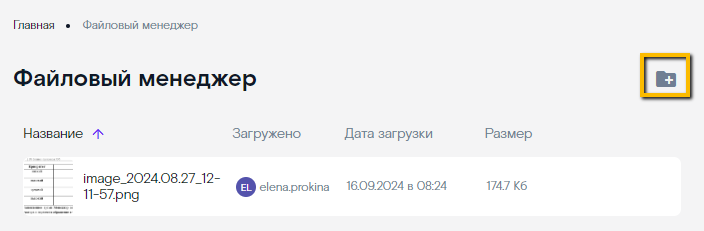 Главная • Файловый менеджер
Файловый менеджер
Название ↑ Загружено Дата загрузки Размер
image_2024.08.27_12-
11-57.png
EL elena.prokina 16.09.2024 в 08:24 174.7 Кб